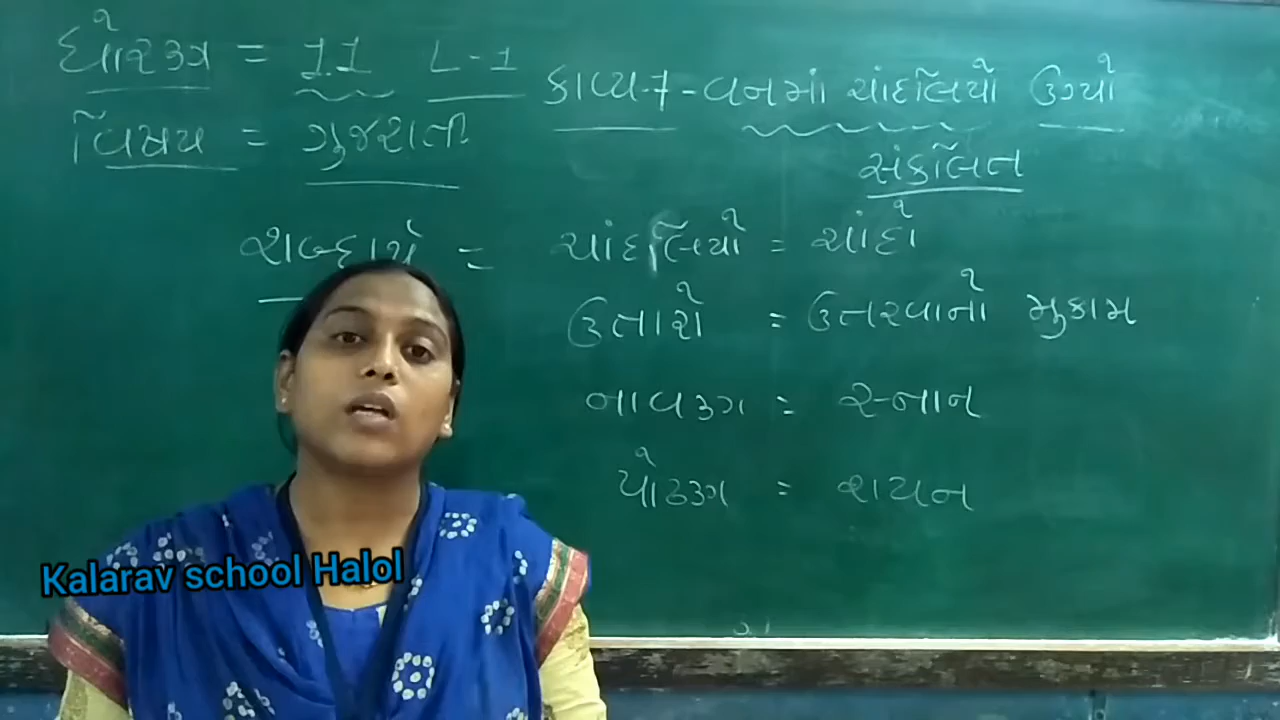 ધોરણ = 11 L-1
કાવ્ય-7-વનમાં ચાંદલિયો ઉગ્યો
વિષય = ગુજરાતી
સંકલિત
શબ્દાર્થ = ચાંદલિયો = ચાંદો
ઉતારો = ઉતરવાનો મુકામ
નાવણ = સ્નાન
પોઢણ = શયન
Kalarav school Halol